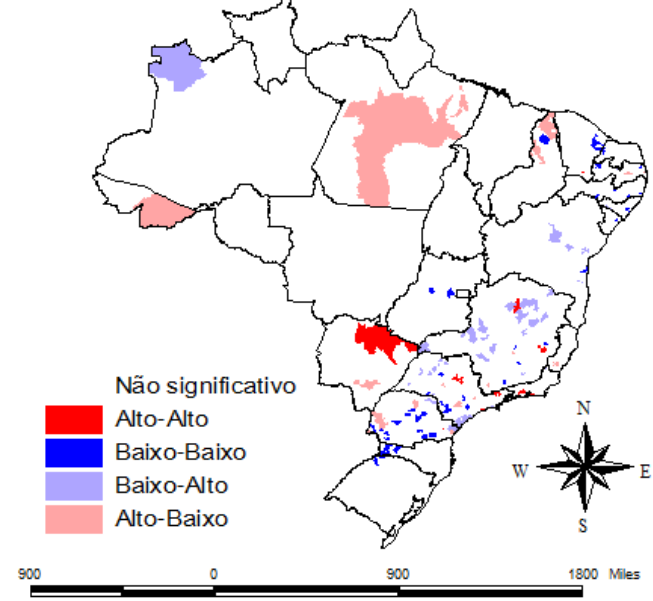 Não significativo
Alto-Alto
Baixo-Baixo
Baixo-Alto
Alto-Baixo
N
W E
S
900 0 900 1800 Miles